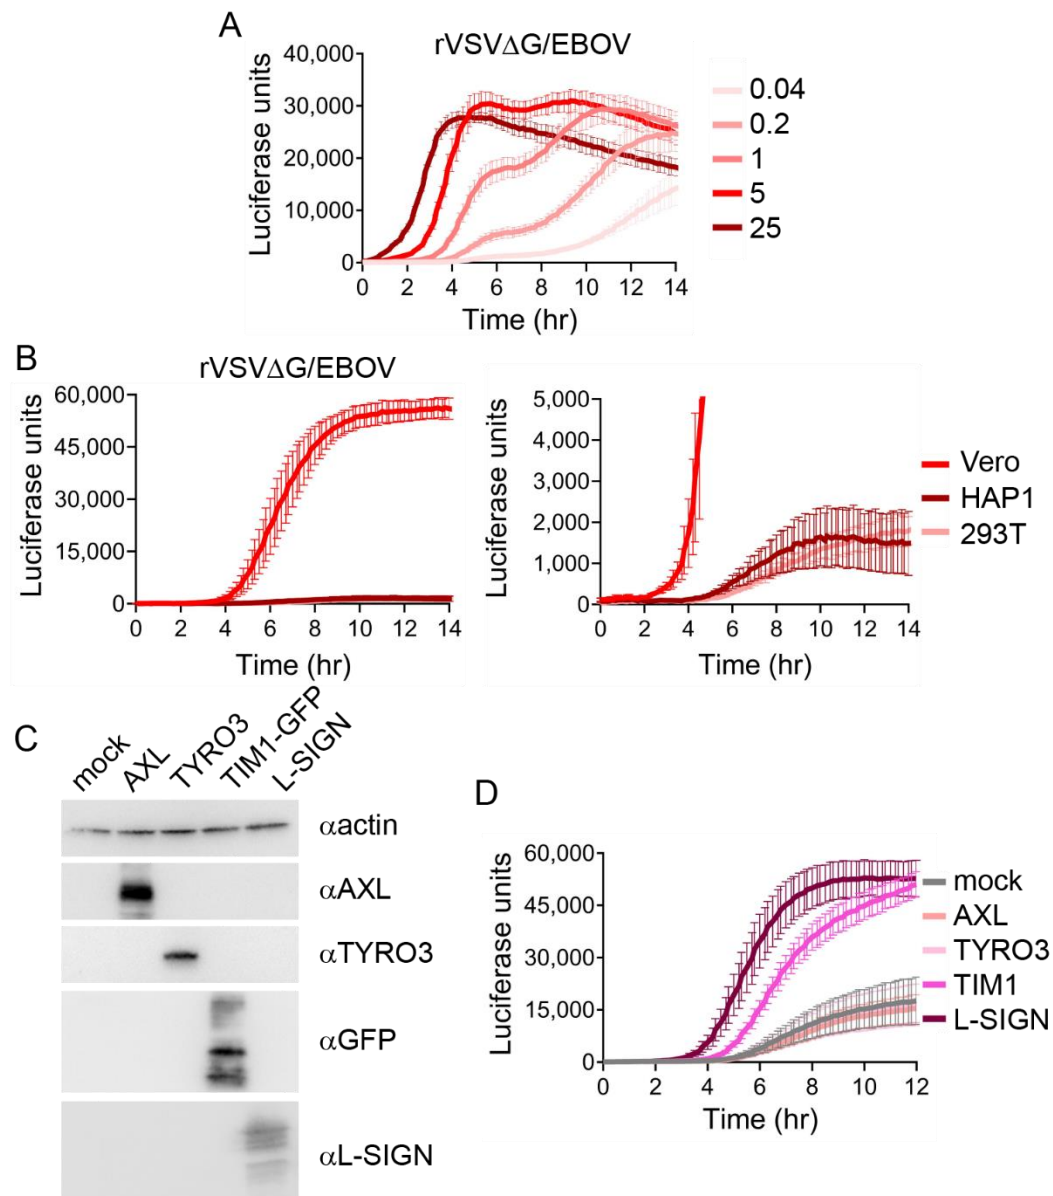 A
rVSVΔG/EBOV
Luciferase units
40,000
30,000
20,000
10,000
0
0 2 4 6 8 10 12 14
Time (hr)
0.04
0.2
1
5
25
B
rVSVΔG/EBOV
Luciferase units
60,000
45,000
30,000
15,000
0
0 2 4 6 8 10 12 14
Time (hr)
Luciferase units
5,000
4,000
3,000
2,000
1,000
0
0 2 4 6 8 10 12 14
Time (hr)
Vero
HAP1
293T
C
mock
AXL
TYRO3
TIM1-GFP
L-SIGN
αactin
αAXL
αTYRO3
αGFP
αL-SIGN
D
Luciferase units
60,000
45,000
30,000
15,000
0
0 2 4 6 8 10 12
Time (hr)
mock
AXL
TYRO3
TIM1
L-SIGN